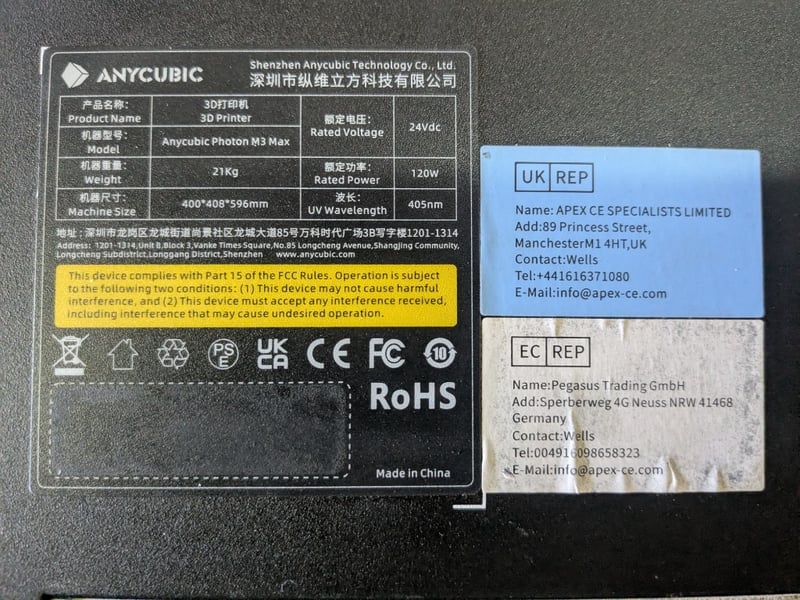 ANYCUBIC
Shenzhen Anycubic Technology Co., Ltd.
深圳市纵维立方科技有限公司
产品名称: 3D打印机 额定电压: 24Vdc
Product Name 3D Printer Rated Voltage
机器型号: Anycubic Photon M3 Max
Model
机器重量: 21Kg 额定功率: 120W
Weight Rated Power
机器尺寸: 400*408*596mm 波长: 405nm
Machine Size UV Wavelength
地址：深圳市龙岗区龙城街道尚景社区龙城大道85号万科时代广场3B写字楼1201-1314
Address: 1201-1314,Unit B,Block 3,Vanke Times Square,No.85 Longcheng Avenue,Shangjing Community,
Longcheng Subdistrict,Longgang District,Shenzhen www.anycubic.com
This device complies with Part 15 of the FCC Rules. Operation is subject
to the following two conditions: (1) This device may not cause harmful
interference, and (2) This device must accept any interference received,
including interference that may cause undesired operation.
PS
E
UK
CA
CE
FC
10
RoHS
Made in China
UK REP
Name: APEX CE SPECIALISTS LIMITED
Add:89 Princess Street,
ManchesterM1 4HT,UK
Contact:Wells
Tel:+441616371080
E-Mail:info@apex-ce.com
EC REP
Name:Pegasus Trading GmbH
Add:Sperberweg 4G Neuss NRW 41468
Germany
Contact:Wells
Tel:004916098658323
E-Mail:info@apex-ce.com